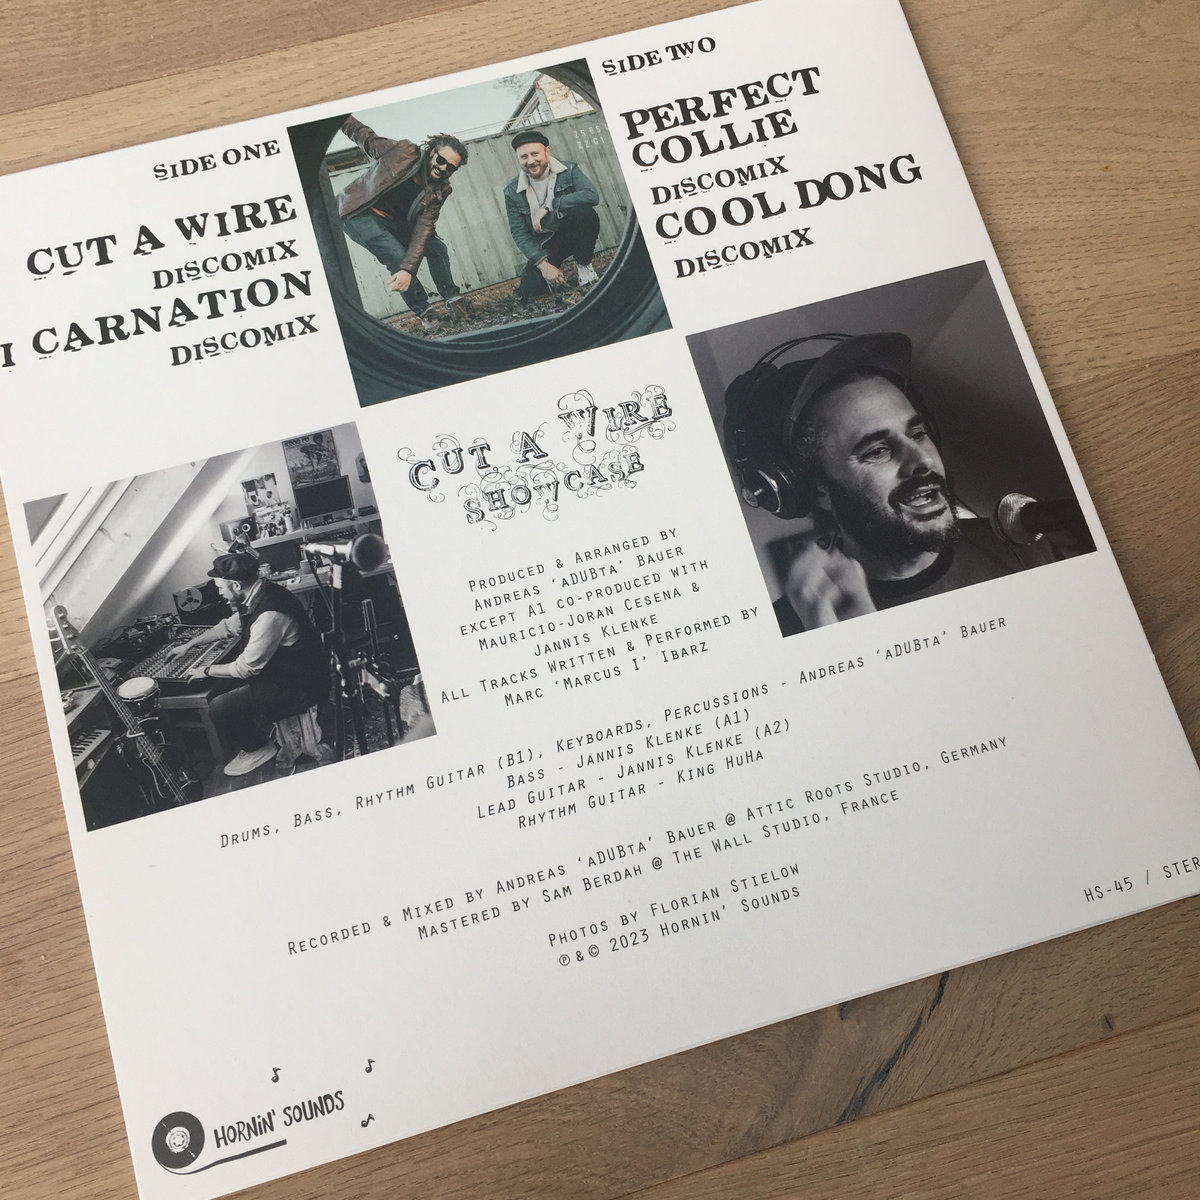 SiDE ONE
CUT A WiRE
DiSCOMiX
I CARNATiON
DiSCOMiX
SiDE TWO
PERFECT
COLLiE
DiSCOMiX
COOL DONG
DiSCOMiX
CUT A WIRE
SHOWCASE
PRODUCED & ARRANGED BY
ANDREAS ‘ADUBTA’ BAUER
EXCEPT A1 CO-PRODUCED WITH
MAURICIO-JORAN CESENA &
JANNIS KLENKE
ALL TRACKS WRITTEN & PERFORMED BY
MARC ‘MARCUS I’ IBARZ
DRUMS, BASS, RHYTHM GUITAR (B1), KEYBOARDS, PERCUSSIONS - ANDREAS ‘ADUBTA’ BAUER
BASS - JANNIS KLENKE (A1)
LEAD GUITAR - JANNIS KLENKE (A2)
RHYTHM GUITAR - KING HUHA
RECORDED & MIXED BY ANDREAS ‘ADUBTA’ BAUER @ ATTIC ROOTS STUDIO, GERMANY
MASTERED BY SAM BERDAH @ THE WALL STUDIO, FRANCE
PHOTOS BY FLORIAN STIELOW
℗ & © 2023 HORNIN’ SOUNDS
HS-45 / STER
HORNiN' SOUNDS